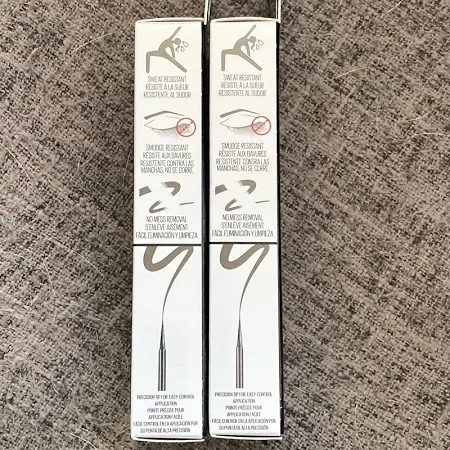 SWEAT RESISTANT
RÉSISTE À LA SUEUR
RESISTENTE AL SUDOR
SMUDGE RESISTANT
RÉSISTE AUX BAVURES
RESISTENTE CONTRA LAS
MANCHAS, NO SE CORRE
NO MESS REMOVAL
S'ENLÈVE AISÉMENT
FÁCIL ELIMINACIÓN Y LIMPIEZA
PRECISION TIP FOR EASY-CONTROL
APPLICATION
POINTE PRÉCISE POUR
APPLICATION FACILE
FÁCIL CONTROL EN LA APLICACIÓN POR
SU PUNTA DE ALTA PRECISIÓN
SWEAT RESISTANT
RÉSISTE À LA SUEUR
RESISTENTE AL SUDOR
SMUDGE RESISTANT
RÉSISTE AUX BAVURES
RESISTENTE CONTRA LAS
MANCHAS, NO SE CORRE
NO MESS REMOVAL
S'ENLÈVE AISÉMENT
FÁCIL ELIMINACIÓN Y LIMPIEZA
PRECISION TIP FOR EASY-CONTROL
APPLICATION
POINTE PRÉCISE POUR
APPLICATION FACILE
FÁCIL CONTROL EN LA APLICACIÓN POR
SU PUNTA DE ALTA PRECISIÓN